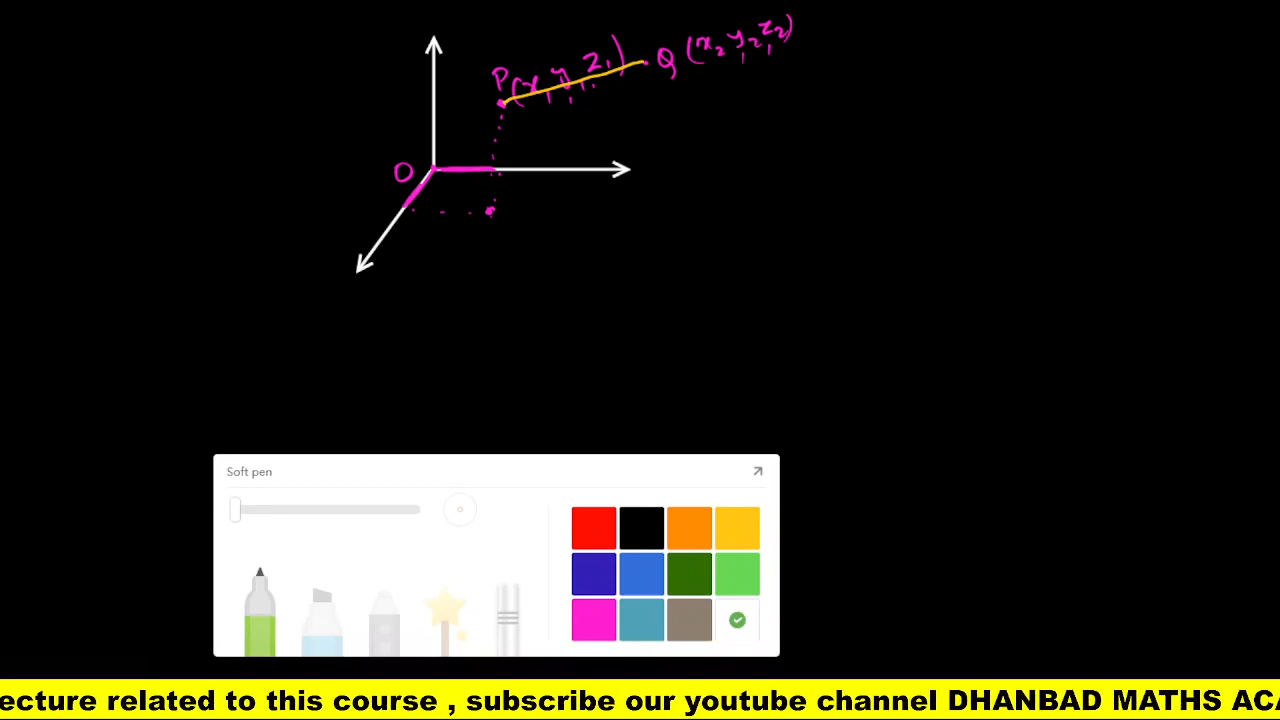 P(x₁, y₁, z₁) Q(x₂, y₂, z₂)
O
Soft pen
ecture related to this course , subscribe our youtube channel DHANBAD MATHS ACA